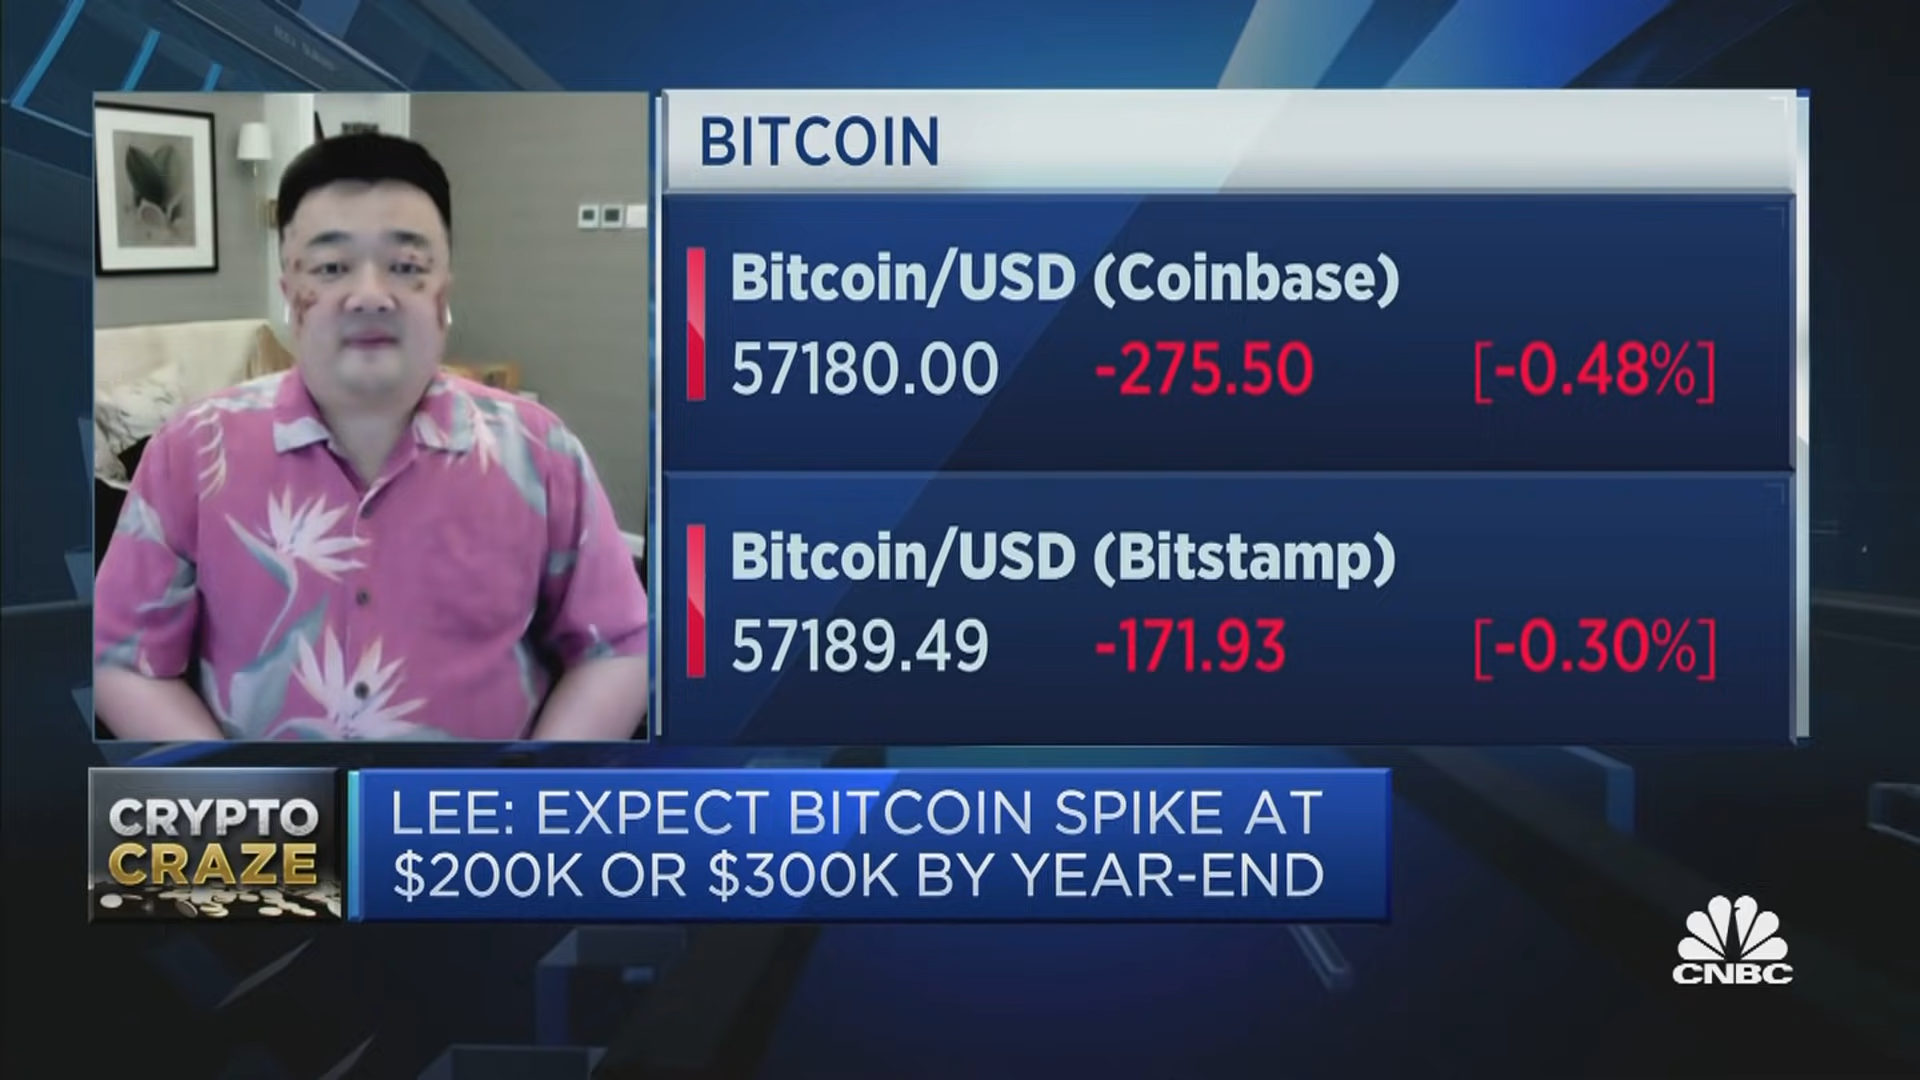 BITCOIN
Bitcoin/USD (Coinbase)
57180.00 -275.50 [-0.48%]
Bitcoin/USD (Bitstamp)
57189.49 -171.93 [-0.30%]
CRYPTO
CRAZE
LEE: EXPECT BITCOIN SPIKE AT
$200K OR $300K BY YEAR-END
CNBC